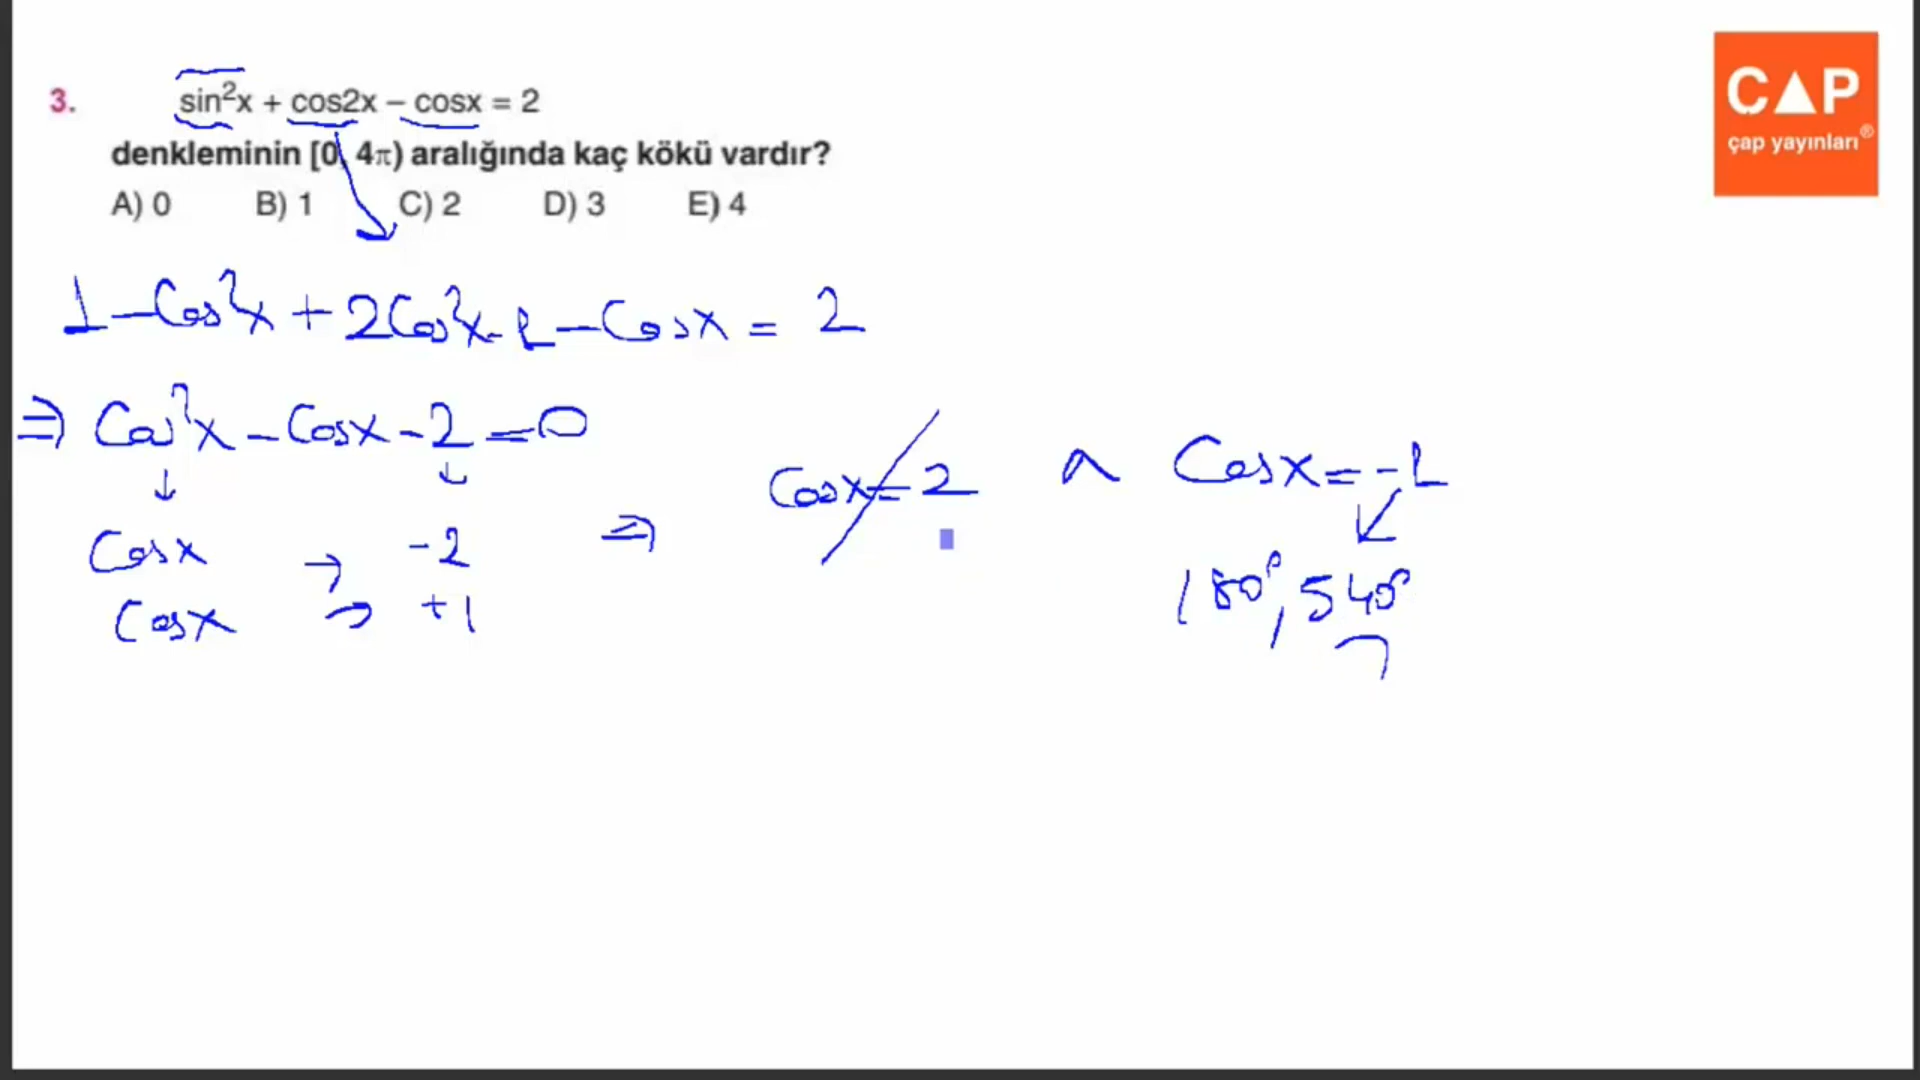 3. sin²x + cos2x − cosx = 2
denkleminin [0, 4π) aralığında kaç kökü vardır?
A) 0 B) 1 C) 2 D) 3 E) 4
ÇAP
çap yayınları®
1 − Cos²x + 2Cos²x − 1 − Cosx = 2
⇒ Cos²x − Cosx − 2 = 0
Cosx → −2
Cosx → +1
⇒ Cosx = 2 ∧ Cosx = −1
180°, 540°